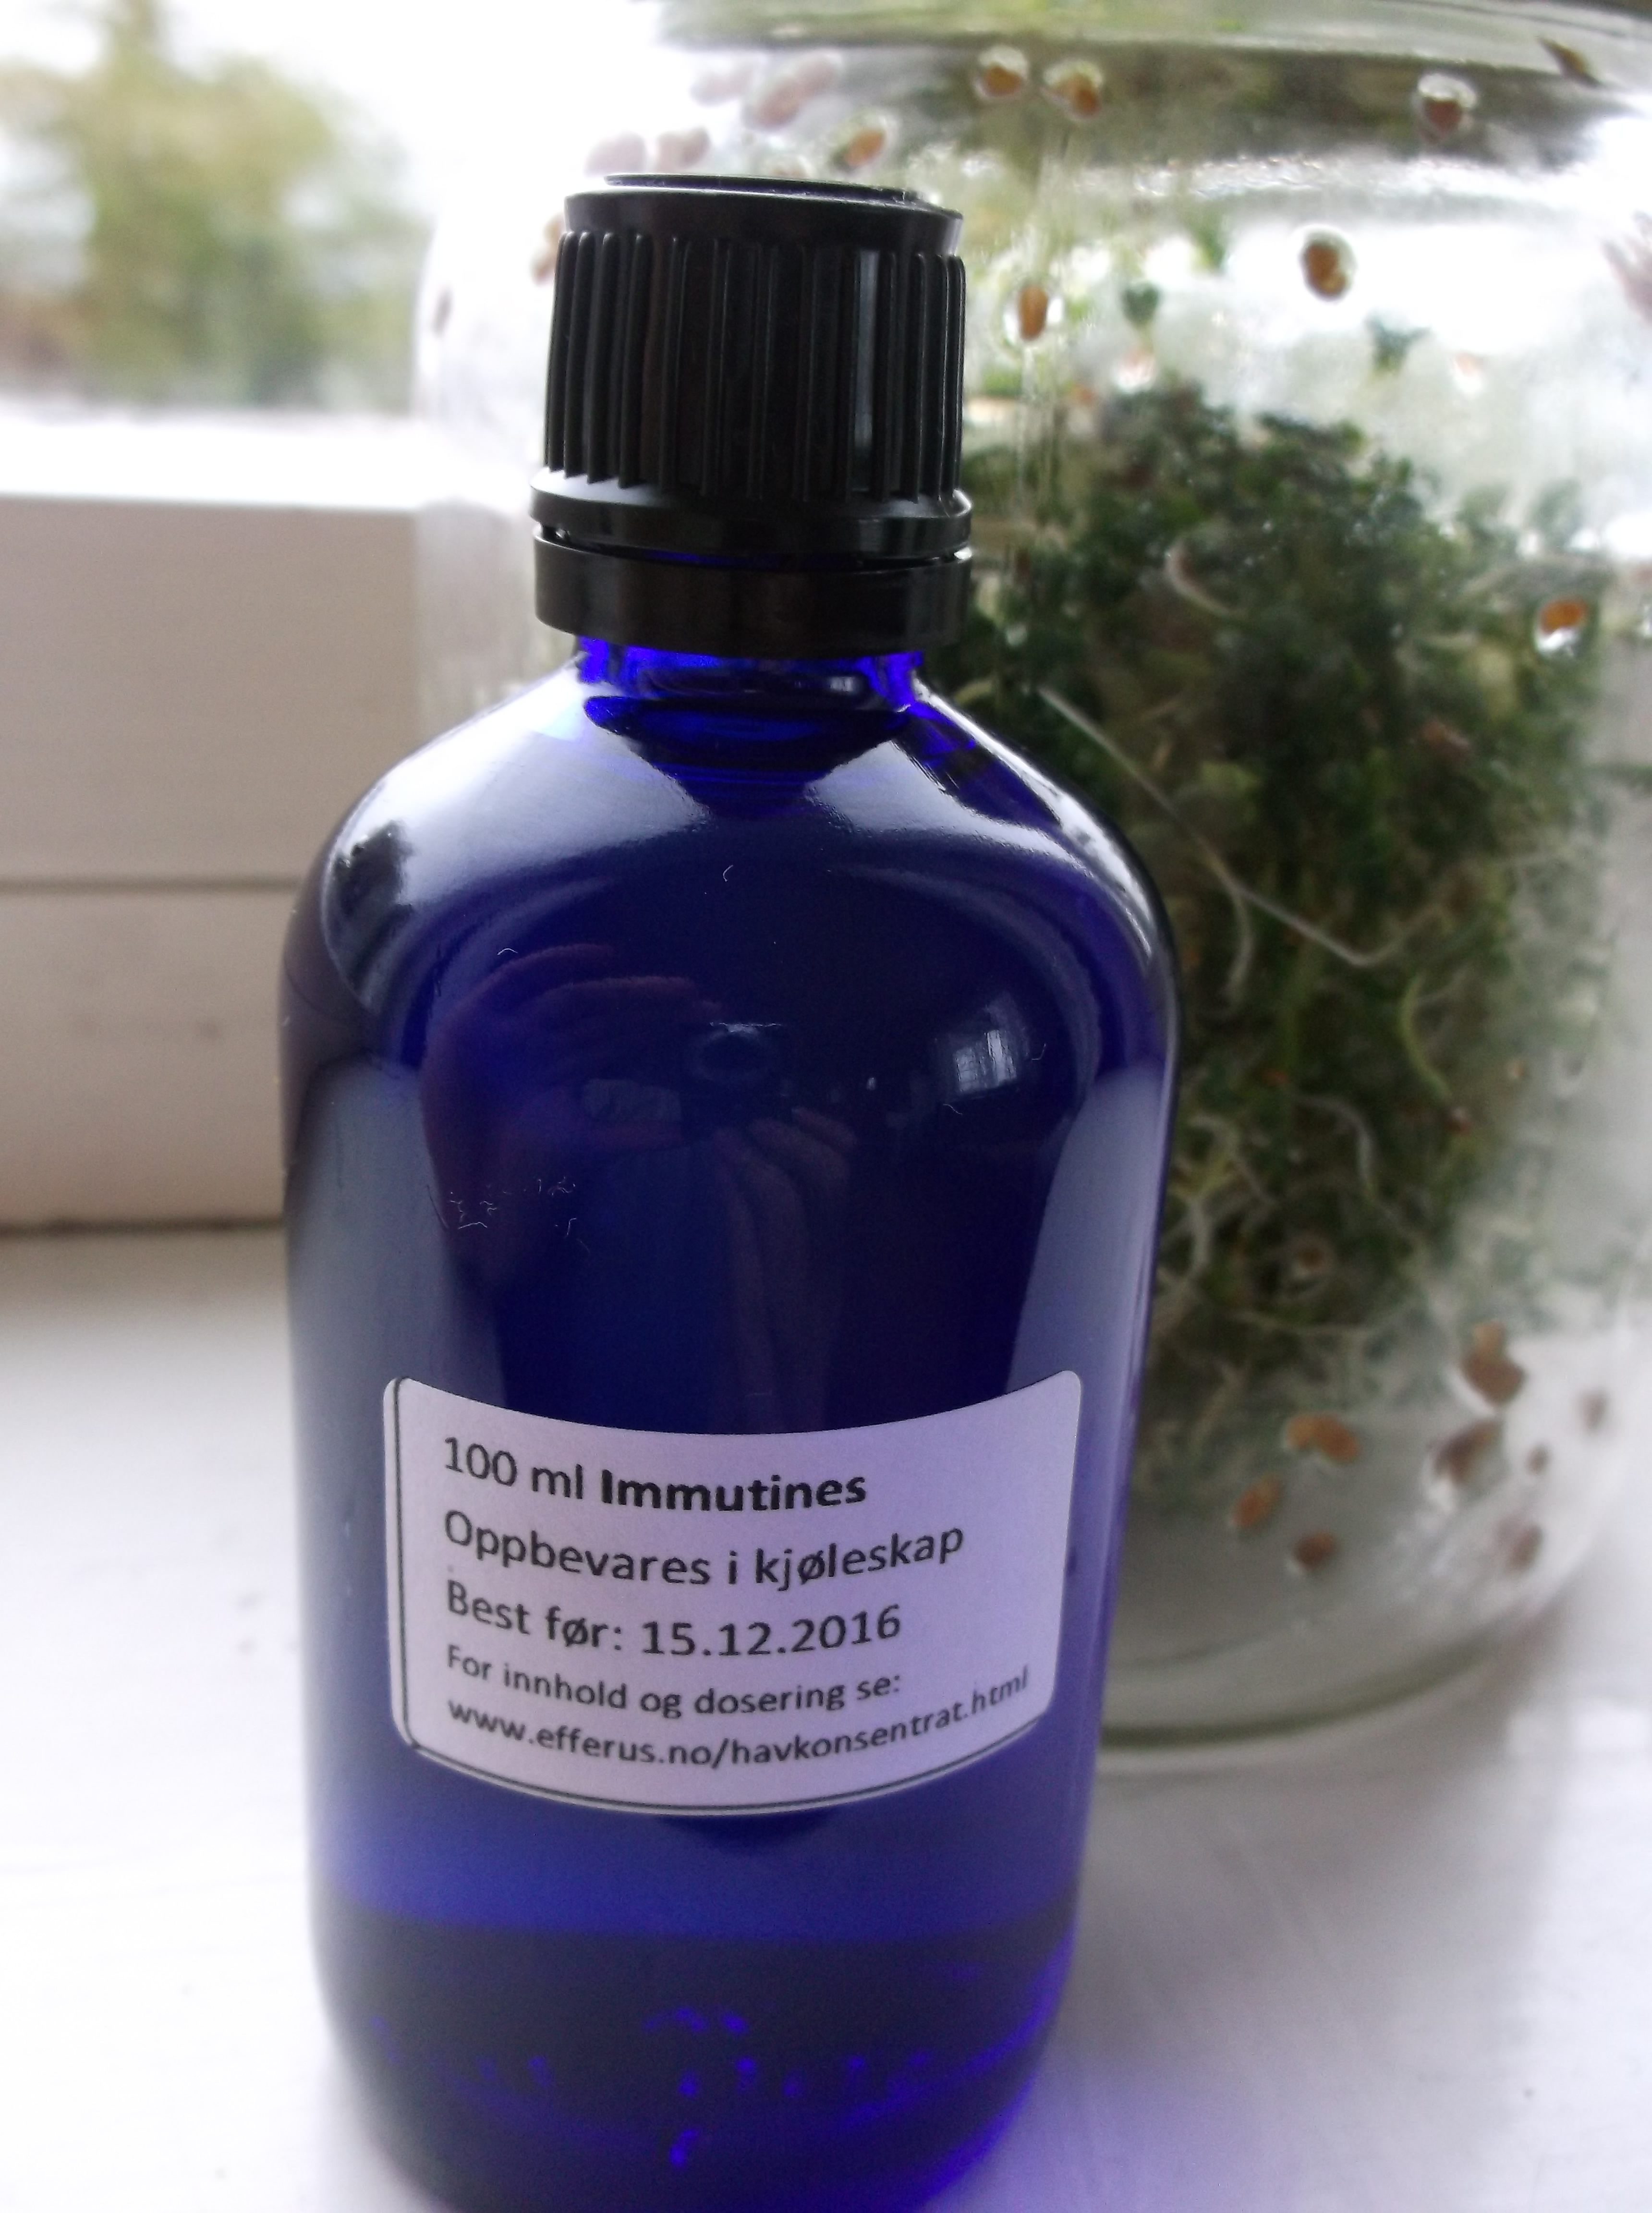 100 ml Immutines
Oppbevares i kjøleskap
Best før: 15.12.2016
For innhold og dosering se:
www.efferus.no/havkonsentrat.html